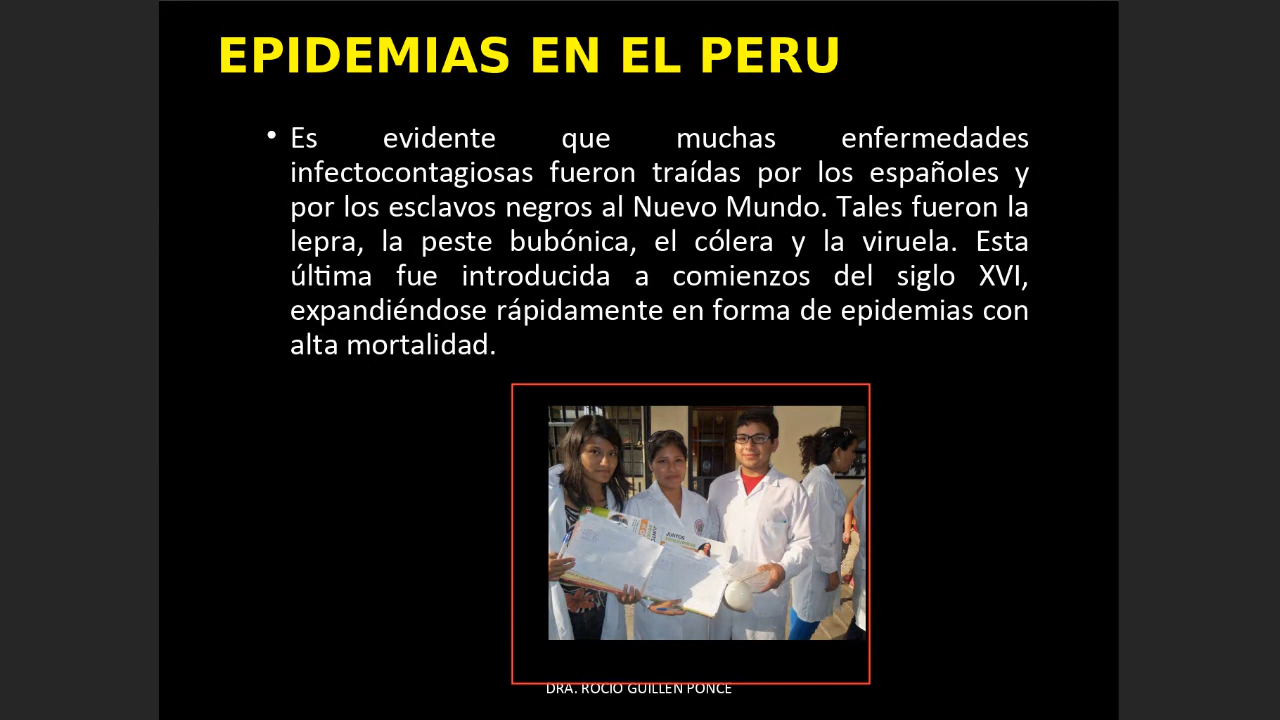 EPIDEMIAS EN EL PERU
• Es evidente que muchas enfermedades
infectocontagiosas fueron traídas por los españoles y
por los esclavos negros al Nuevo Mundo. Tales fueron la
lepra, la peste bubónica, el cólera y la viruela. Esta
última fue introducida a comienzos del siglo XVI,
expandiéndose rápidamente en forma de epidemias con
alta mortalidad.
JUNTOS
DRA. ROCIO GUILLEN PONCE